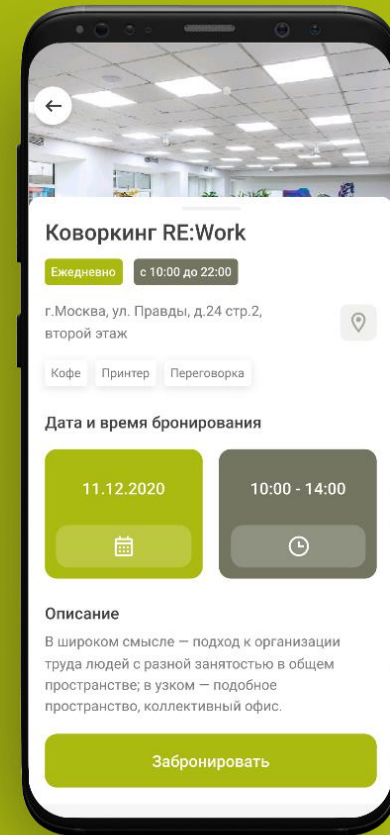 Коворкинг RE:Work
Ежедневно с 10:00 до 22:00
г.Москва, ул. Правды, д.24 стр.2,
второй этаж
Кофе Принтер Переговорка
Дата и время бронирования
11.12.2020 10:00 - 14:00
Описание
В широком смысле — подход к организации
труда людей с разной занятостью в общем
пространстве; в узком — подобное
пространство, коллективный офис.
Забронировать